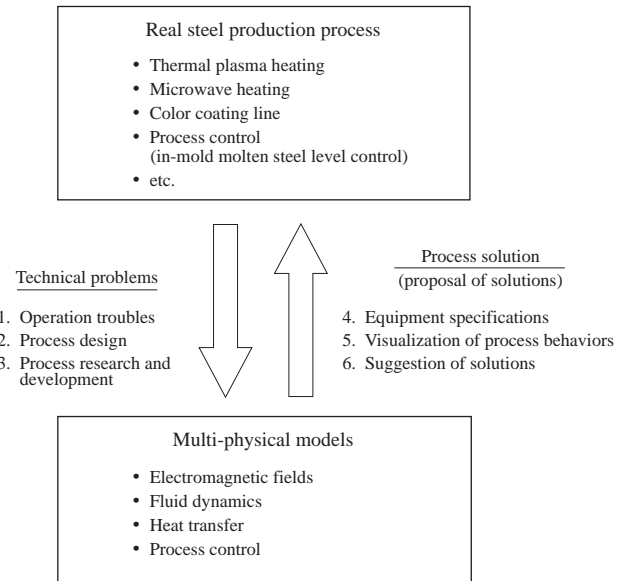 Real steel production process
• Thermal plasma heating
• Microwave heating
• Color coating line
• Process control
(in-mold molten steel level control)
• etc.
Technical problems
1. Operation troubles
2. Process design
3. Process research and
development
Process solution
(proposal of solutions)
4. Equipment specifications
5. Visualization of process behaviors
6. Suggestion of solutions
Multi-physical models
• Electromagnetic fields
• Fluid dynamics
• Heat transfer
• Process control